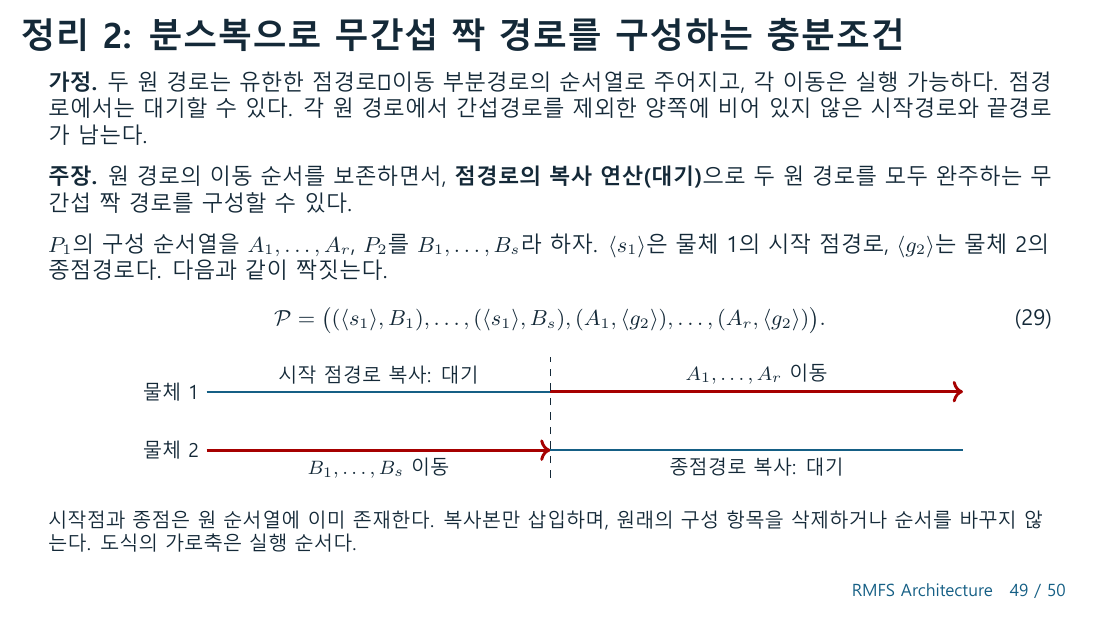 정리 2: 분스복으로 무간섭 짝 경로를 구성하는 충분조건
가정. 두 원 경로는 유한한 점경로▯이동 부분경로의 순서열로 주어지고, 각 이동은 실행 가능하다. 점경
로에서는 대기할 수 있다. 각 원 경로에서 간섭경로를 제외한 양쪽에 비어 있지 않은 시작경로와 끝경로
가 남는다.
주장. 원 경로의 이동 순서를 보존하면서, 점경로의 복사 연산(대기)으로 두 원 경로를 모두 완주하는 무
간섭 짝 경로를 구성할 수 있다.
P₁의 구성 순서열을 A₁, . . . , Aᵣ, P₂를 B₁, . . . , Bₛ라 하자. ⟨s₁⟩은 물체 1의 시작 점경로, ⟨g₂⟩는 물체 2의
종점경로다. 다음과 같이 짝짓는다.
𝒫 = ((⟨s₁⟩, B₁), . . . , (⟨s₁⟩, Bₛ), (A₁, ⟨g₂⟩), . . . , (Aᵣ, ⟨g₂⟩)). (29)
시작 점경로 복사: 대기
A₁, . . . , Aᵣ 이동
물체 1
물체 2
B₁, . . . , Bₛ 이동
종점경로 복사: 대기
시작점과 종점은 원 순서열에 이미 존재한다. 복사본만 삽입하며, 원래의 구성 항목을 삭제하거나 순서를 바꾸지 않
는다. 도식의 가로축은 실행 순서다.
RMFS Architecture 49 / 50